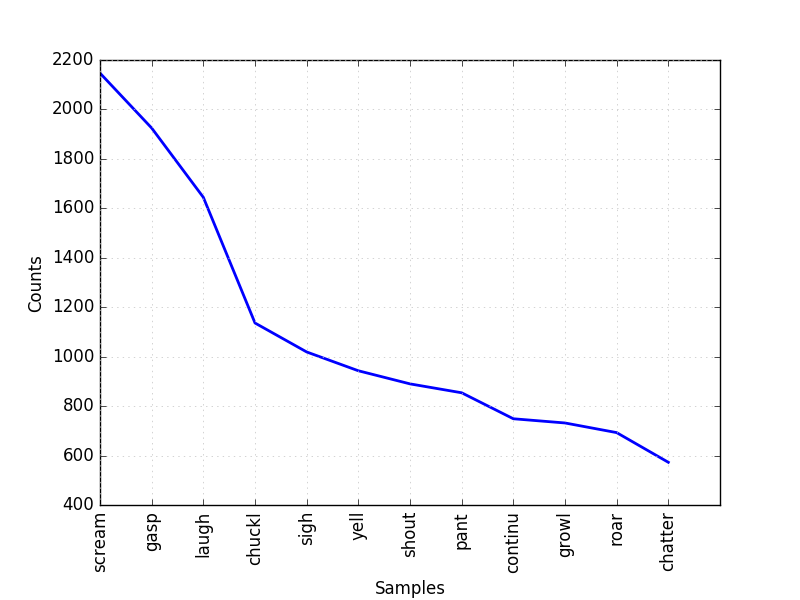 2200
2000
1800
1600
1400
1200
1000
800
600
400
Counts
scream
gasp
laugh
chuckl
sigh
yell
shout
pant
continu
growl
roar
chatter
Samples